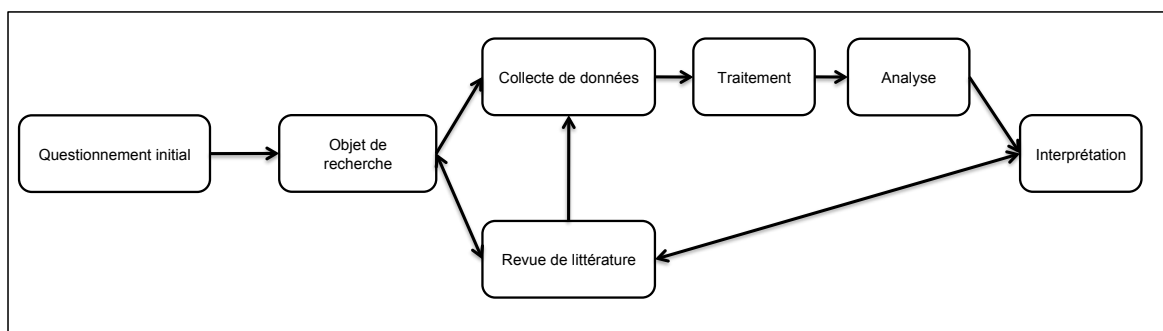 Questionnement initial
Objet de
recherche
Collecte de données
Traitement
Analyse
Interprétation
Revue de littérature